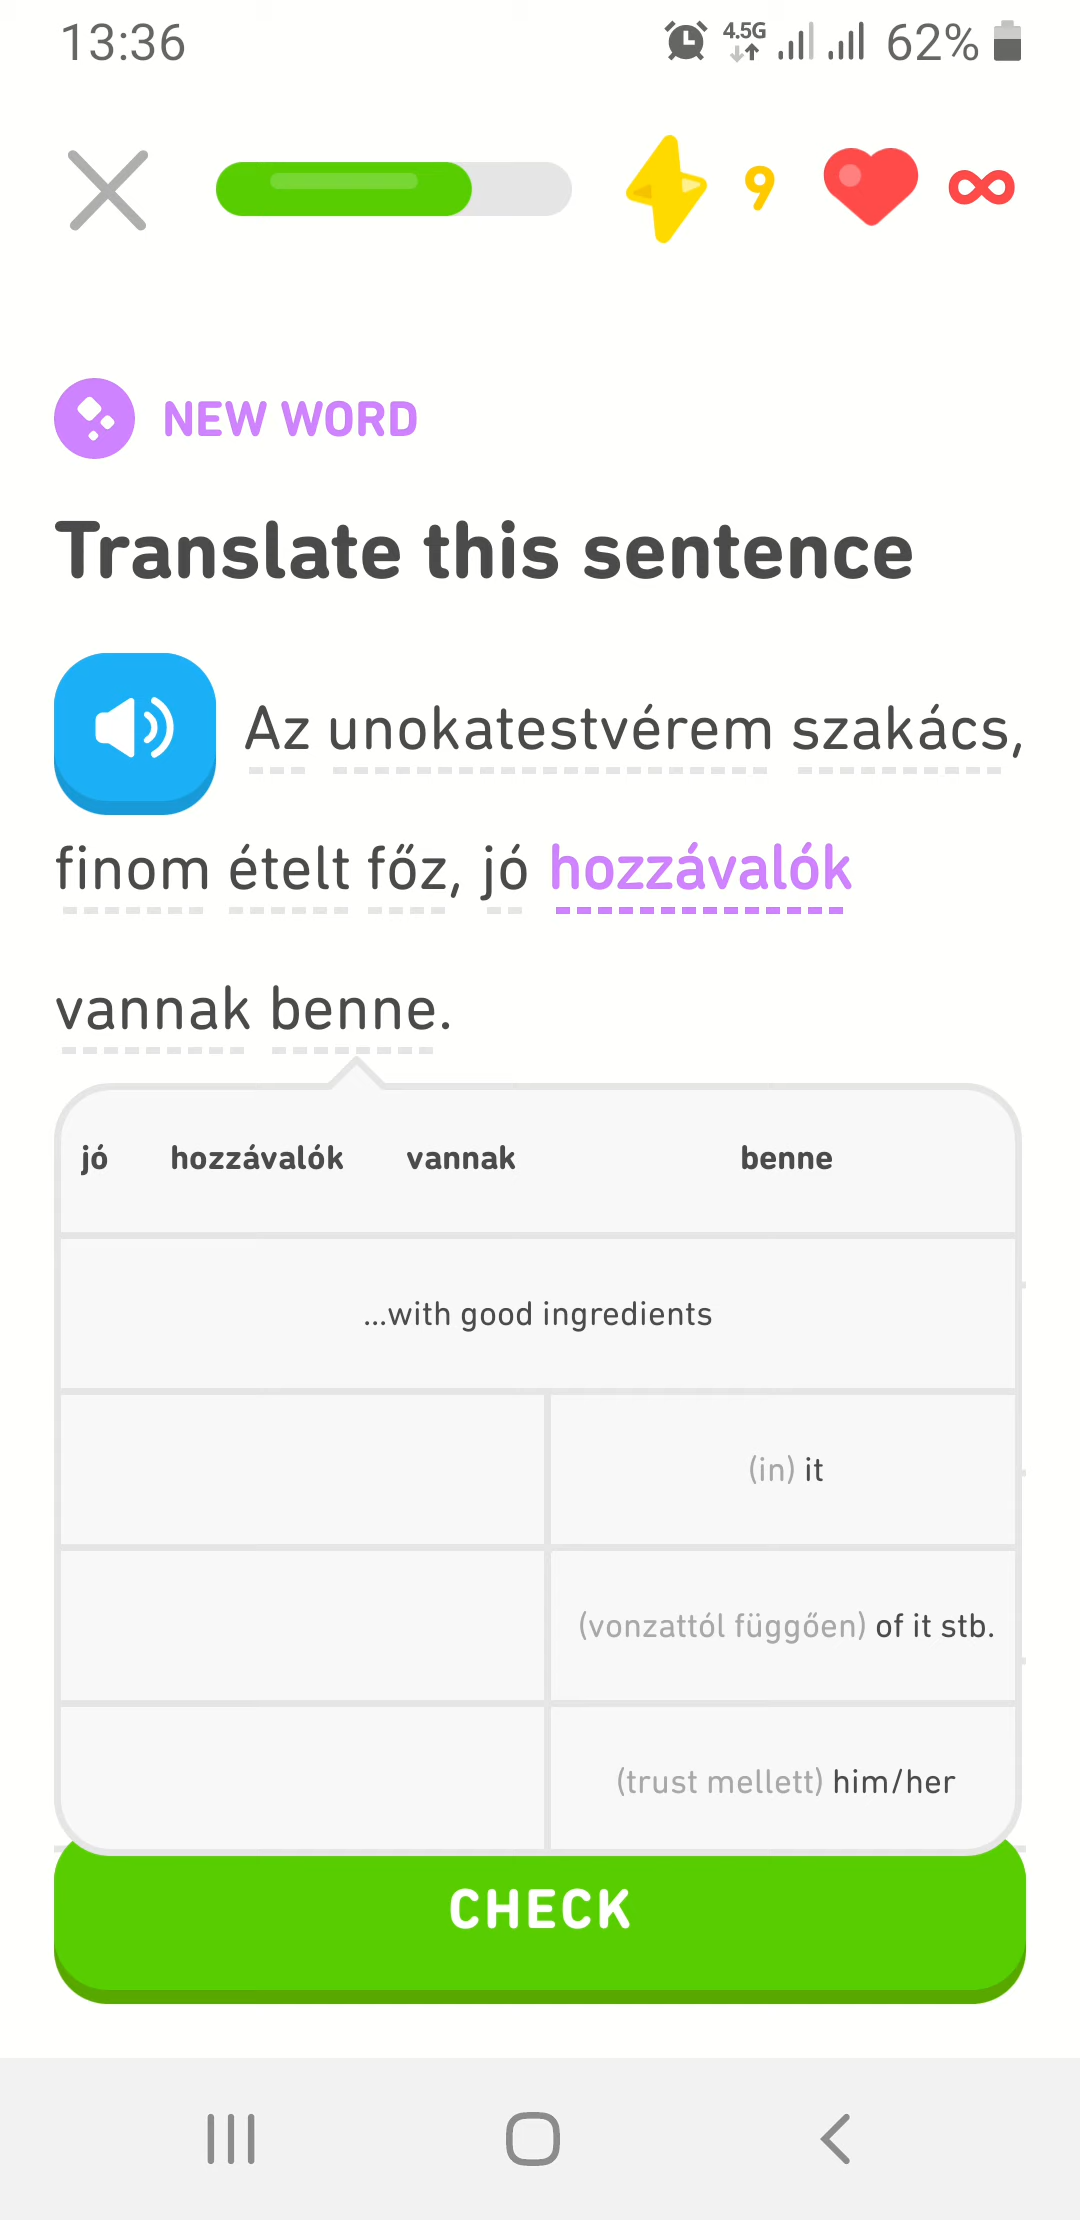 13:36 4.5G 62%
9 ∞
NEW WORD
Translate this sentence
Az unokatestvérem szakács,
finom ételt főz, jó hozzávalók
vannak benne.
jó hozzávalók vannak benne
...with good ingredients
(in) it
(vonzattól függően) of it stb.
(trust mellett) him/her
CHECK